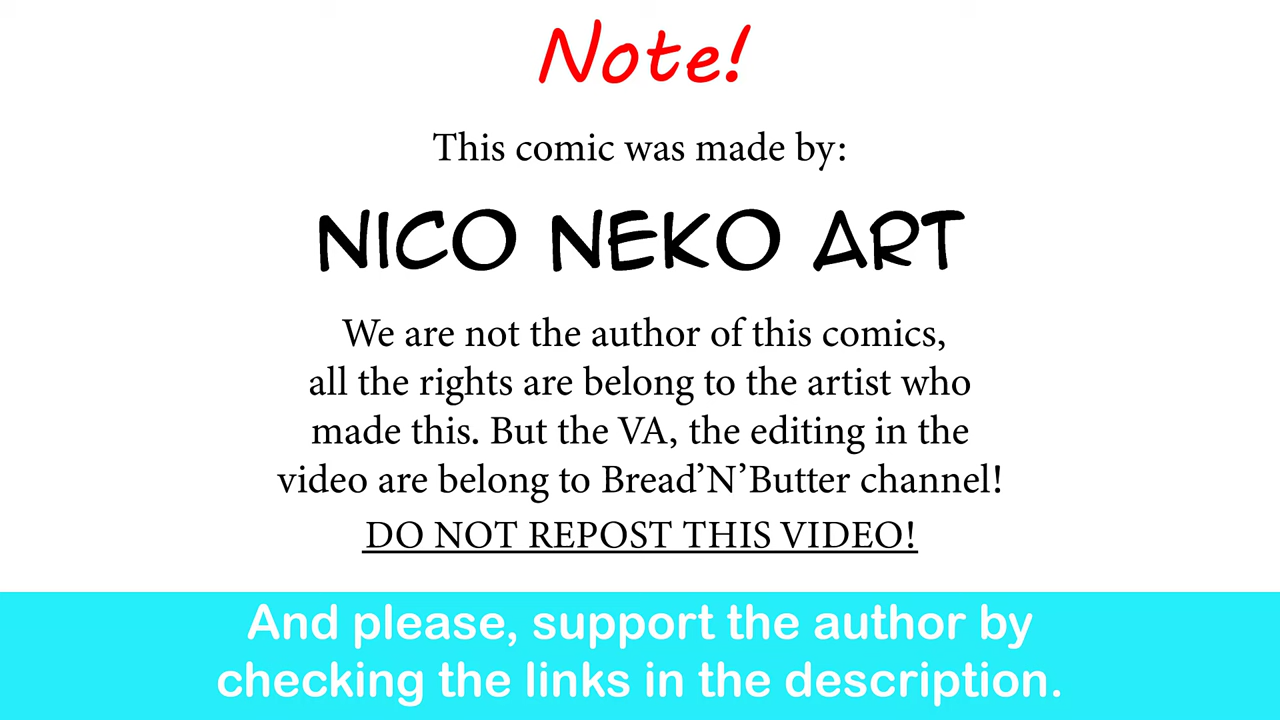 Note!
This comic was made by:
NICO NEKO ART
We are not the author of this comics,
all the rights are belong to the artist who
made this. But the VA, the editing in the
video are belong to Bread’N’Butter channel!
DO NOT REPOST THIS VIDEO!
And please, support the author by
checking the links in the description.